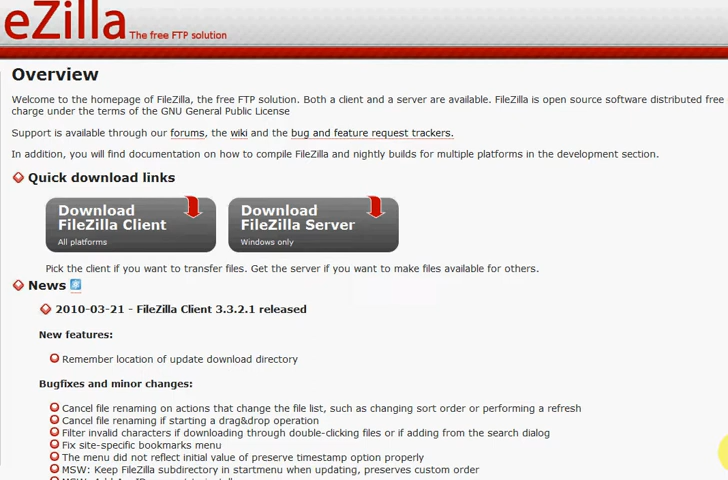 eZilla The free FTP solution
Overview
Welcome to the homepage of FileZilla, the free FTP solution. Both a client and a server are available. FileZilla is open source software distributed free
charge under the terms of the GNU General Public License
Support is available through our forums, the wiki and the bug and feature request trackers.
In addition, you will find documentation on how to compile FileZilla and nightly builds for multiple platforms in the development section.
Quick download links
Download
FileZilla Client
All platforms
Download
FileZilla Server
Windows only
Pick the client if you want to transfer files. Get the server if you want to make files available for others.
News
2010-03-21 - FileZilla Client 3.3.2.1 released
New features:
Remember location of update download directory
Bugfixes and minor changes:
Cancel file renaming on actions that change the file list, such as changing sort order or performing a refresh
Cancel file renaming if starting a drag&drop operation
Filter invalid characters if downloading through double-clicking files or if adding from the search dialog
Fix site-specific bookmarks menu
The menu did not reflect initial value of preserve timestamp option properly
MSW: Keep FileZilla subdirectory in startmenu when updating, preserves custom order